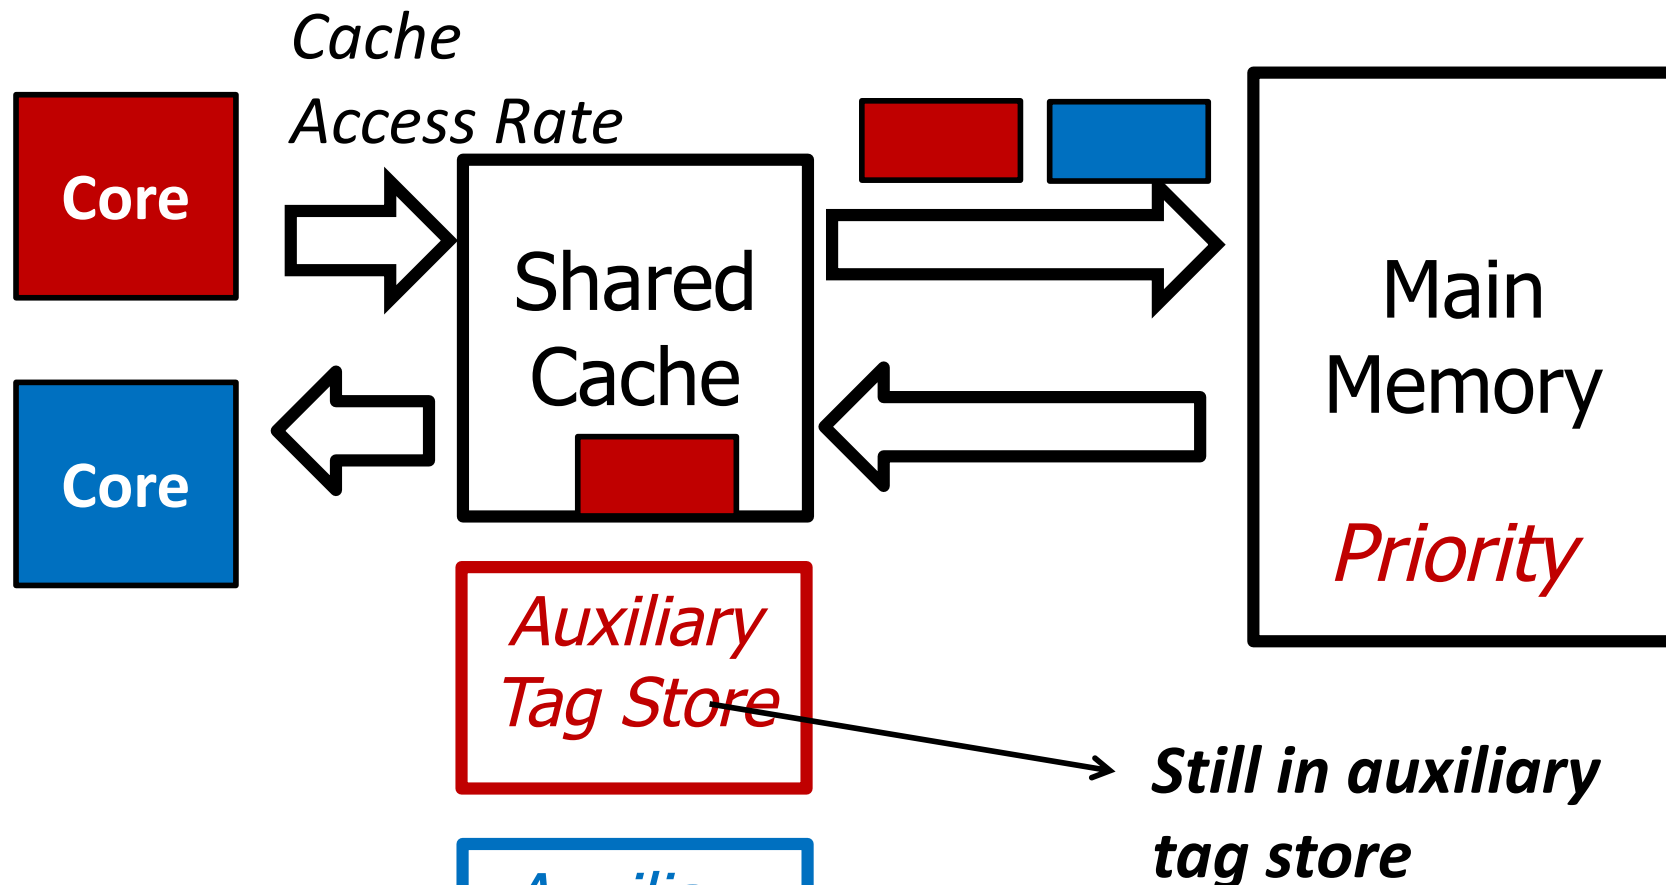 Cache
Access Rate
Core
Shared
Cache
Main
Memory
Core
Priority
Auxiliary
Tag Store
Still in auxiliary
tag store